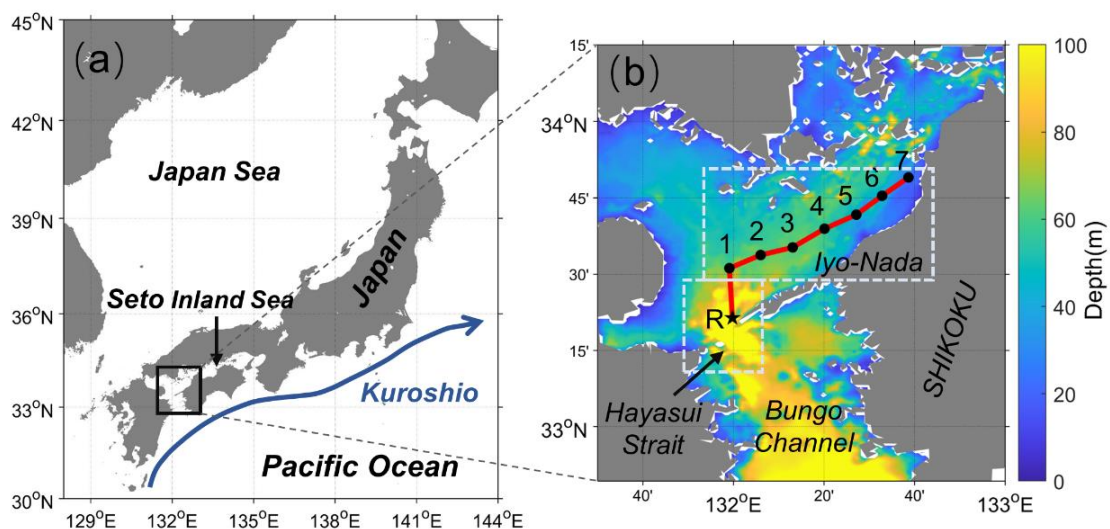 (a)
45°N
42°N
39°N
36°N
33°N
30°N
129°E
132°E
135°E
138°E
141°E
144°E
Japan Sea
Japan
Seto Inland Sea
Kuroshio
Pacific Ocean
(b)
15'
34°N
45'
30'
15'
33°N
40'
132°E
20'
40'
133°E
1
2
3
4
5
6
7
R
Iyo-Nada
SHIKOKU
Hayasui
Strait
Bungo
Channel
100
80
60
40
20
0
Depth(m)